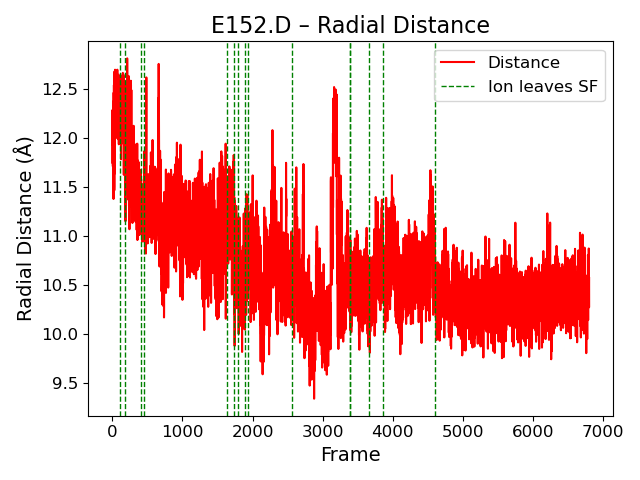 E152.D – Radial Distance
Distance
Ion leaves SF
12.5
12.0
11.5
11.0
10.5
10.0
9.5
Radial Distance (Å)
0 1000 2000 3000 4000 5000 6000 7000
Frame